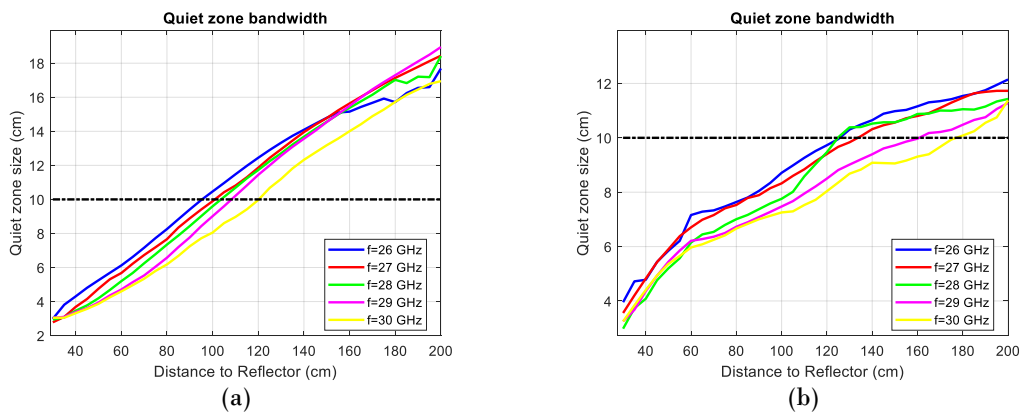 Quiet zone bandwidth
Quiet zone size (cm)
18
16
14
12
10
8
6
4
2
40 60 80 100 120 140 160 180 200
Distance to Reflector (cm)
f=26 GHz
f=27 GHz
f=28 GHz
f=29 GHz
f=30 GHz
(a)
Quiet zone bandwidth
Quiet zone size (cm)
12
10
8
6
4
40 60 80 100 120 140 160 180 200
Distance to Reflector (cm)
f=26 GHz
f=27 GHz
f=28 GHz
f=29 GHz
f=30 GHz
(b)